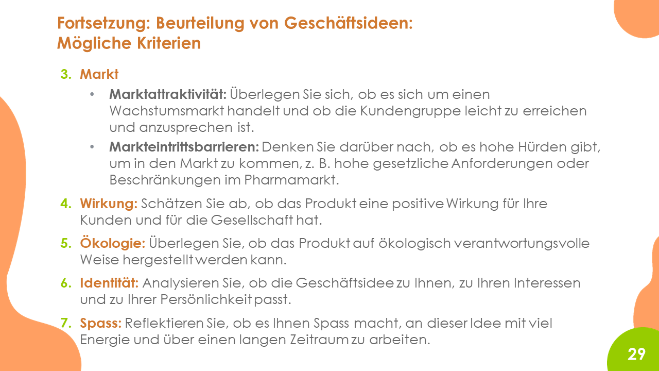 Fortsetzung: Beurteilung von Geschäftsideen:
Mögliche Kriterien
3. Markt
• Marktattraktivität: Überlegen Sie sich, ob es sich um einen
Wachstumsmarkt handelt und ob die Kundengruppe leicht zu erreichen
und anzusprechen ist.
• Markteintrittsbarrieren: Denken Sie darüber nach, ob es hohe Hürden gibt,
um in den Markt zu kommen, z. B. hohe gesetzliche Anforderungen oder
Beschränkungen im Pharmamarkt.
4. Wirkung: Schätzen Sie ab, ob das Produkt eine positive Wirkung für Ihre
Kunden und für die Gesellschaft hat.
5. Ökologie: Überlegen Sie, ob das Produkt auf ökologisch verantwortungsvolle
Weise hergestellt werden kann.
6. Identität: Analysieren Sie, ob die Geschäftsidee zu Ihnen, zu Ihren Interessen
und zu Ihrer Persönlichkeit passt.
7. Spass: Reflektieren Sie, ob es Ihnen Spass macht, an dieser Idee mit viel
Energie und über einen langen Zeitraum zu arbeiten.
29